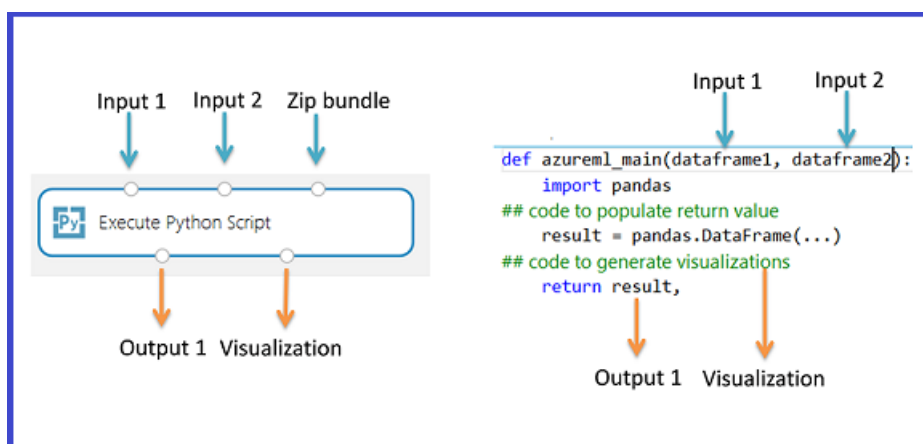 Input 1 Input 2 Zip bundle
Py Execute Python Script
Output 1 Visualization
Input 1 Input 2
def azureml_main(dataframe1, dataframe2):
import pandas
## code to populate return value
result = pandas.DataFrame(...)
## code to generate visualizations
return result,
Output 1 Visualization